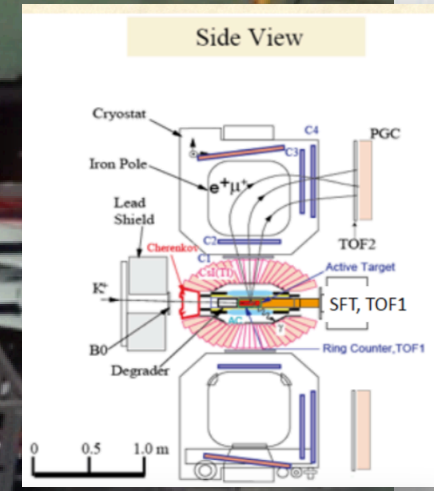 Side View
Cryostat
C4
C3
PGC
Iron Pole
e+μ+
Lead
Shield
Cherenkov
C2
TOF2
C1
CsI(Tl)
Active Target
K+
SFT, TOF1
AC
γ
B0
Ring Counter,TOF1
Degrader
0 0.5 1.0 m